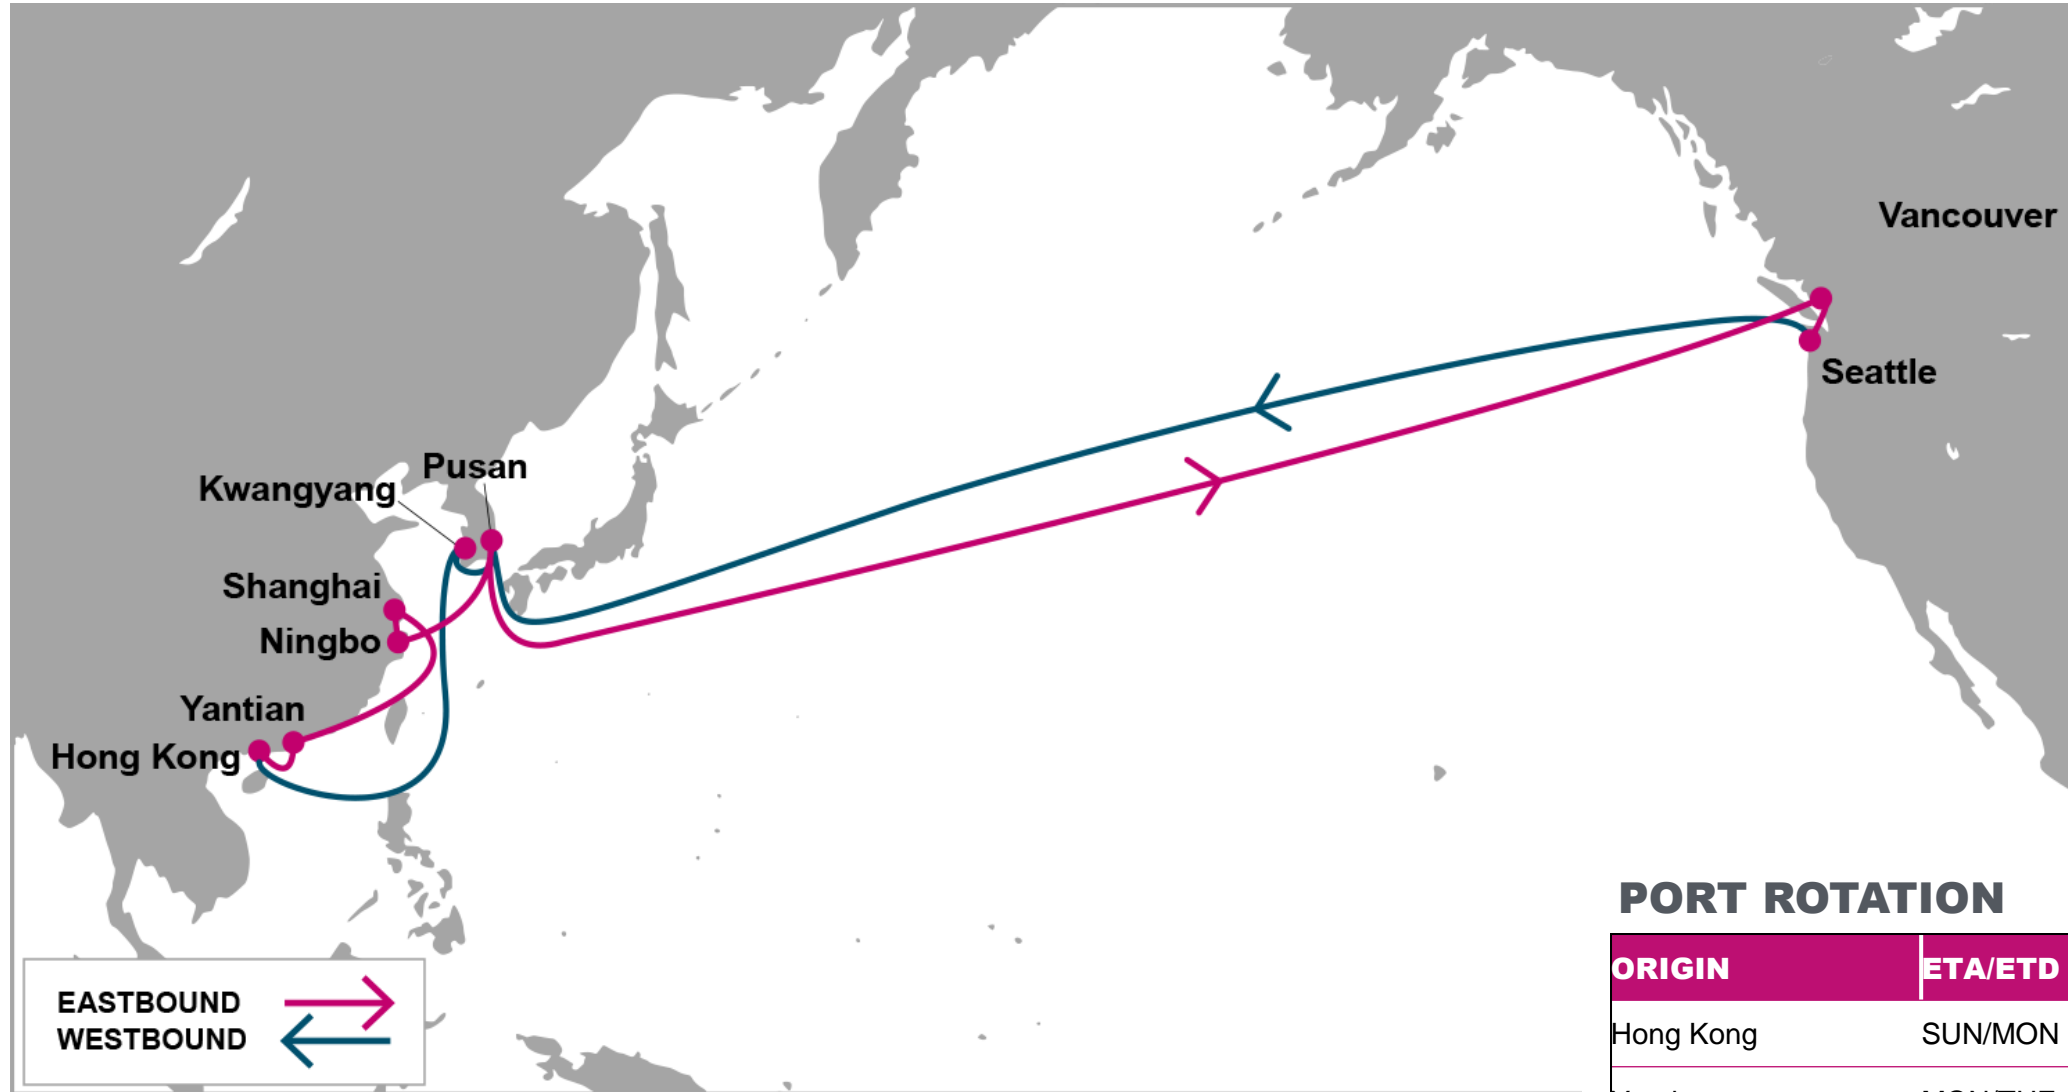 Vancouver
Seattle
Pusan
Kwangyang
Shanghai
Ningbo
Yantian
Hong Kong
EASTBOUND
WESTBOUND
PORT ROTATION
ORIGIN ETA/ETD
Hong Kong SUN/MON